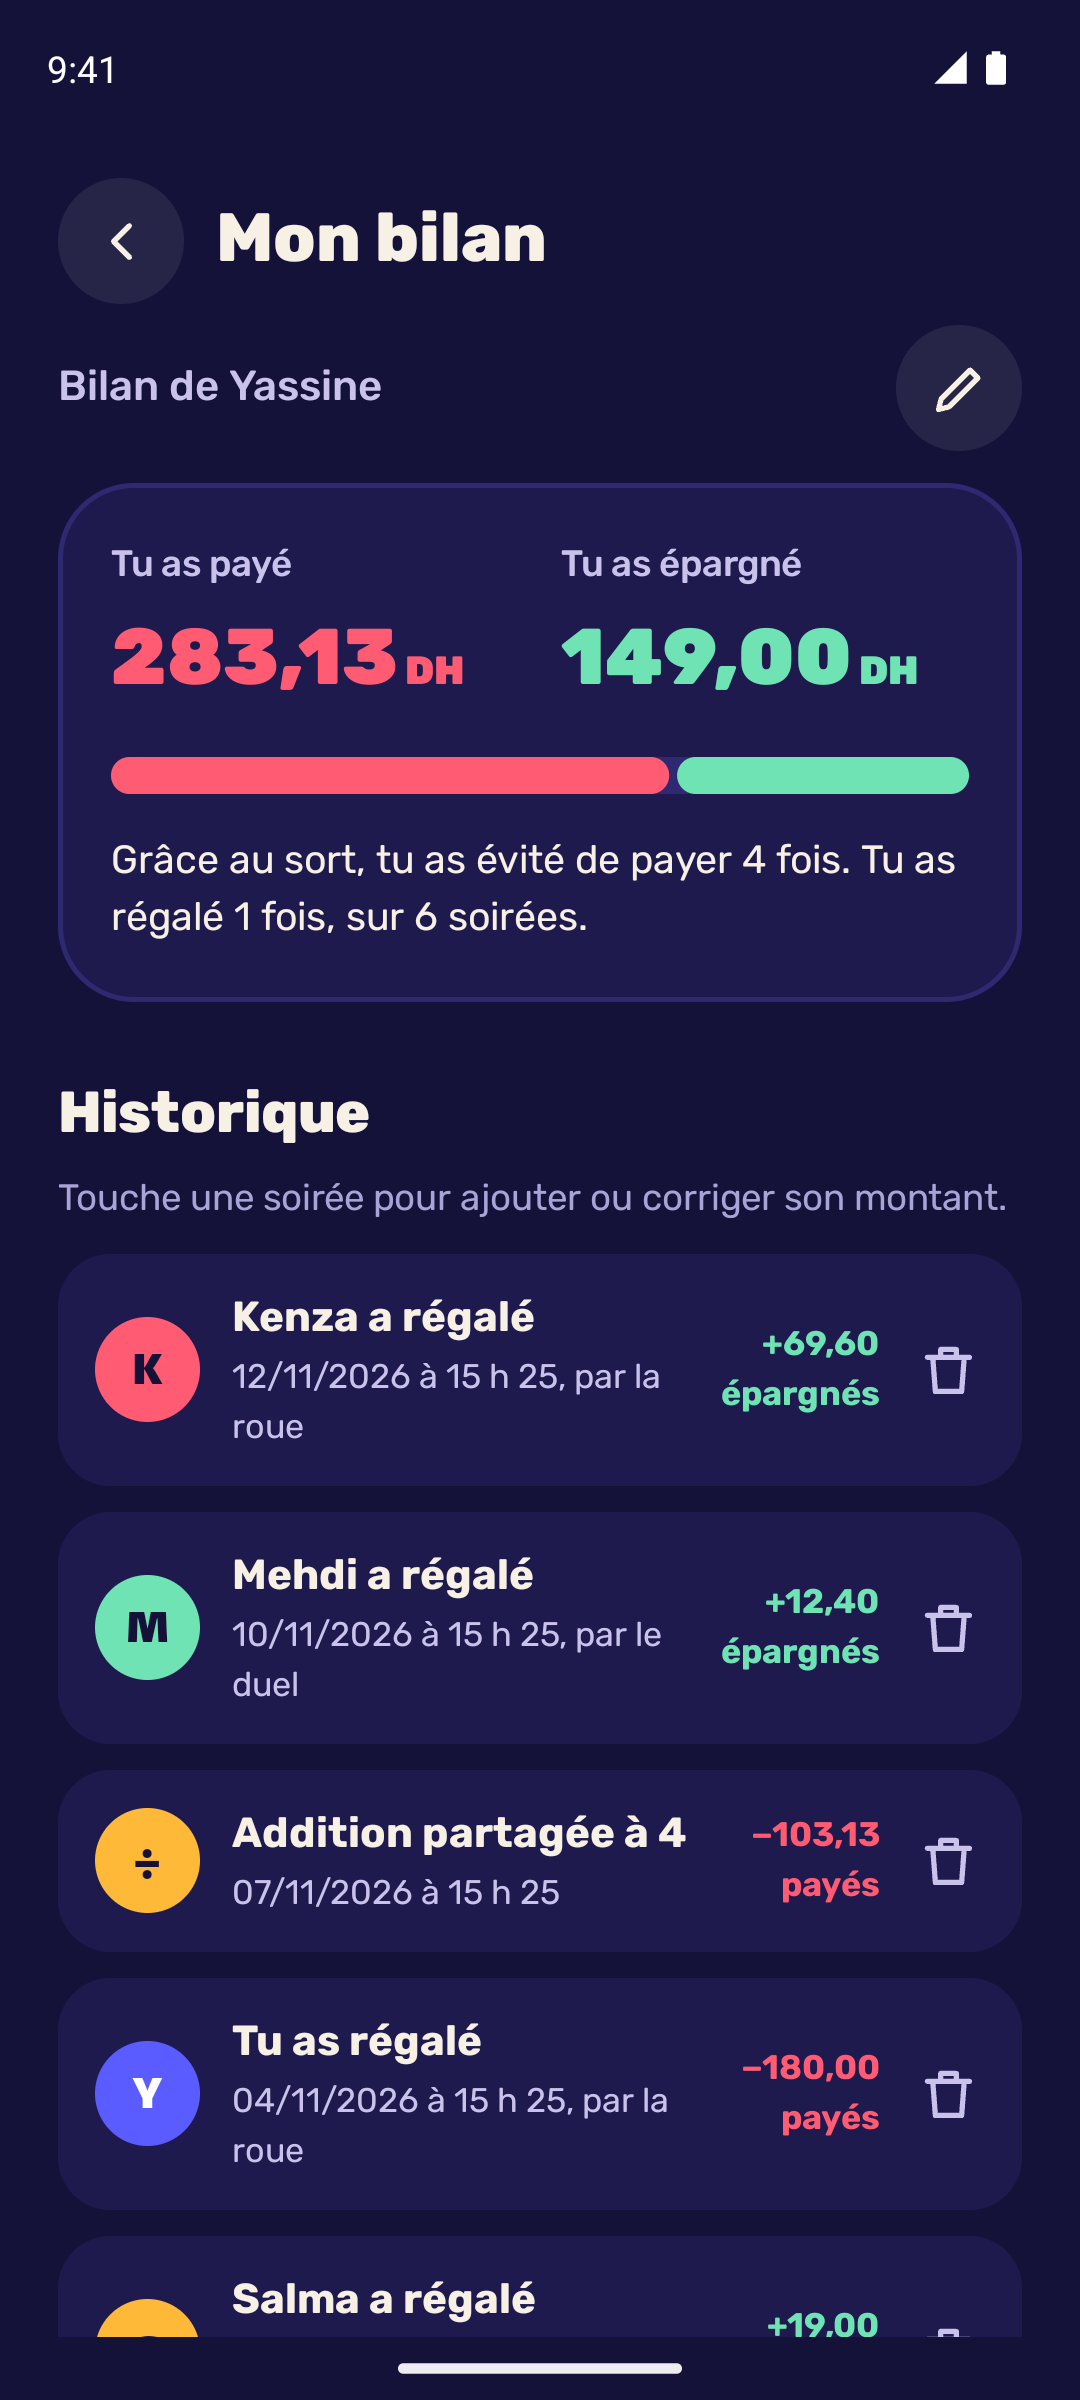 9:41
Mon bilan
Bilan de Yassine
Tu as payé
Tu as épargné
283,13 DH
149,00 DH
Grâce au sort, tu as évité de payer 4 fois. Tu as
régalé 1 fois, sur 6 soirées.
Historique
Touche une soirée pour ajouter ou corriger son montant.
K
Kenza a régalé
12/11/2026 à 15 h 25, par la
roue
+69,60
épargnés
M
Mehdi a régalé
10/11/2026 à 15 h 25, par le
duel
+12,40
épargnés
÷
Addition partagée à 4
07/11/2026 à 15 h 25
−103,13
payés
Y
Tu as régalé
04/11/2026 à 15 h 25, par la
roue
−180,00
payés
Salma a régalé
+19,00